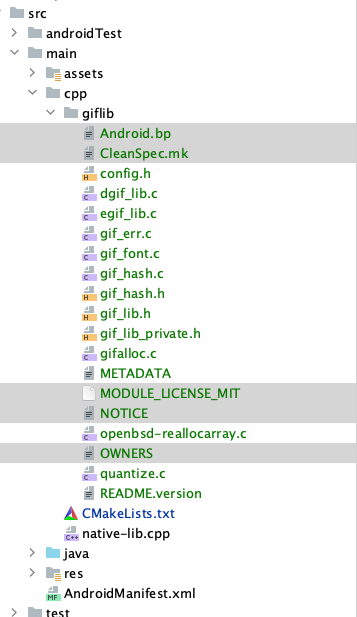 src
androidTest
main
assets
cpp
giflib
Android.bp
CleanSpec.mk
config.h
dgif_lib.c
egif_lib.c
gif_err.c
gif_font.c
gif_hash.c
gif_hash.h
gif_lib.h
gif_lib_private.h
gifalloc.c
METADATA
MODULE_LICENSE_MIT
NOTICE
openbsd-reallocarray.c
OWNERS
quantize.c
README.version
CMakeLists.txt
native-lib.cpp
java
res
AndroidManifest.xml
test